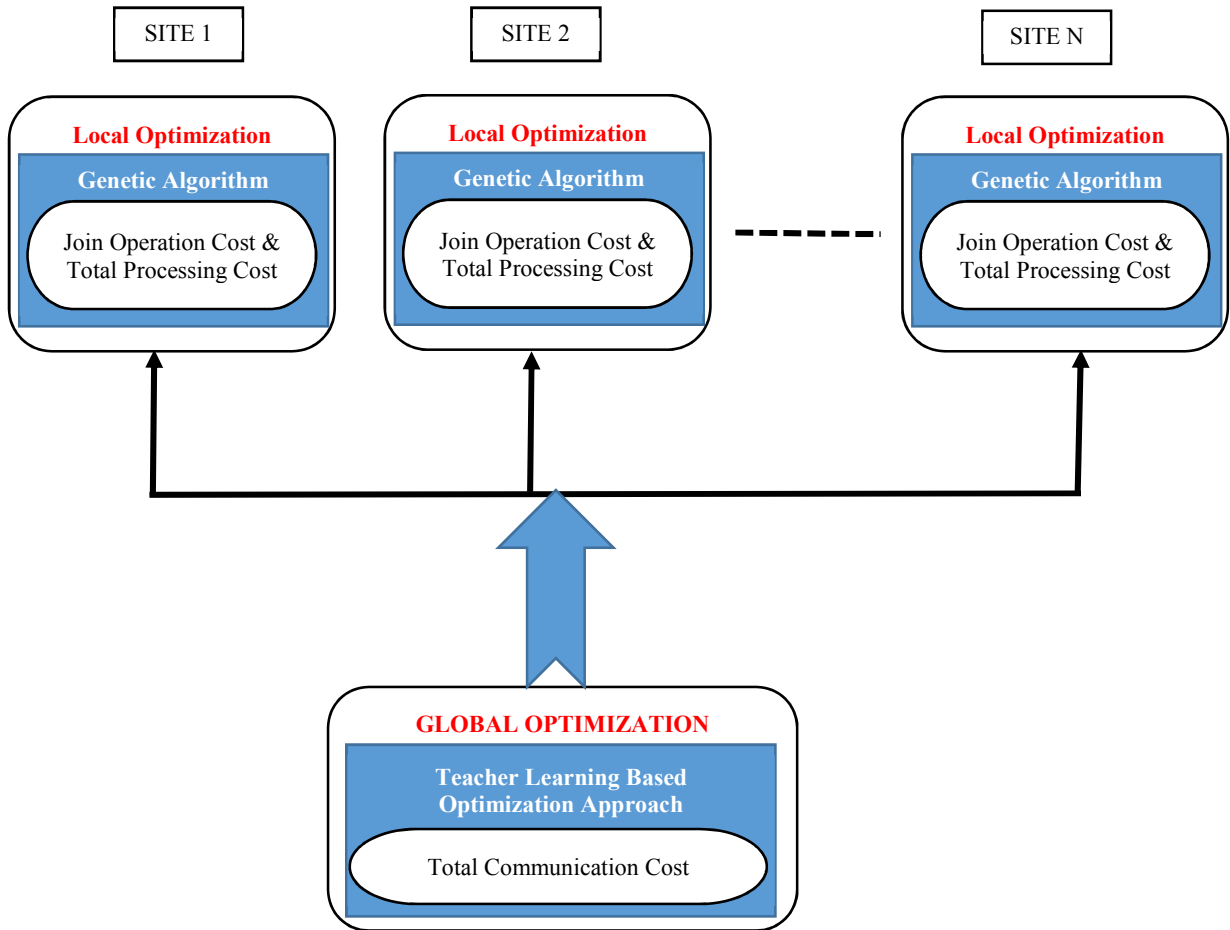 SITE 1
SITE 2
SITE N
Local Optimization
Genetic Algorithm
Join Operation Cost &
Total Processing Cost
Local Optimization
Genetic Algorithm
Join Operation Cost &
Total Processing Cost
Local Optimization
Genetic Algorithm
Join Operation Cost &
Total Processing Cost
GLOBAL OPTIMIZATION
Teacher Learning Based
Optimization Approach
Total Communication Cost